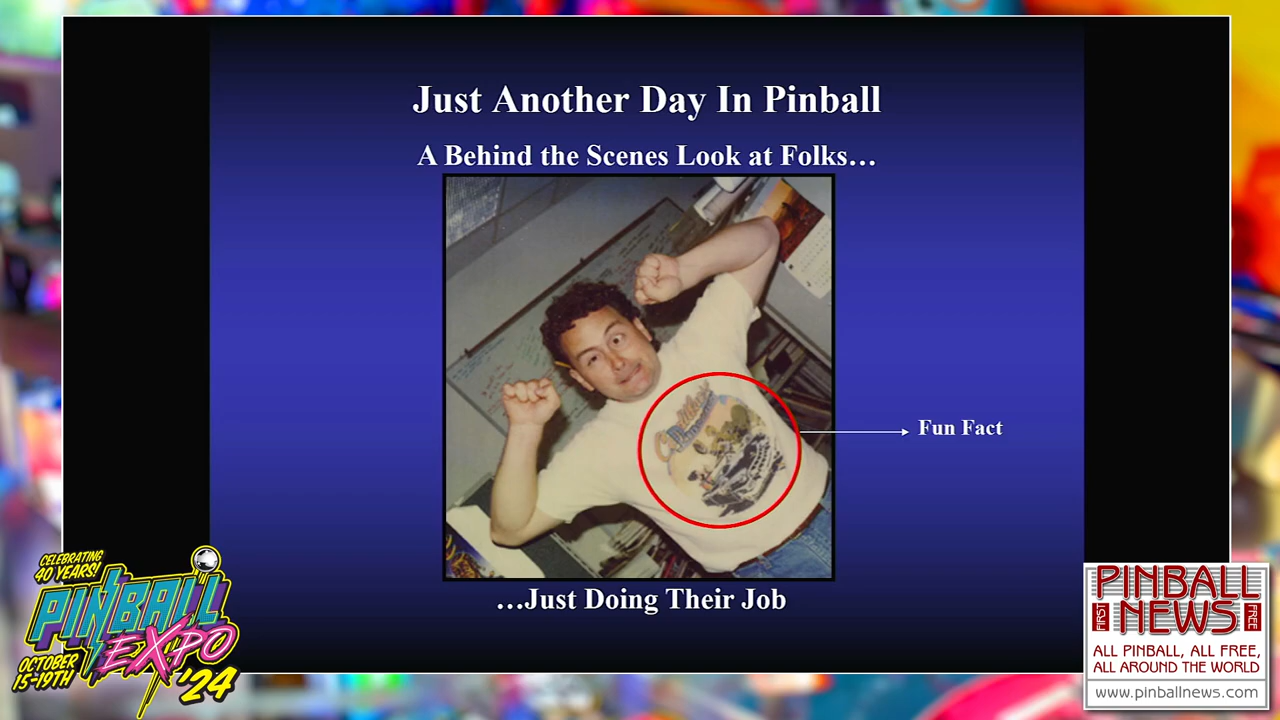 Just Another Day In Pinball
A Behind the Scenes Look at Folks…
Fun Fact
…Just Doing Their Job
CELEBRATING
40 YEARS!
PINBALL
EXPO
OCTOBER
15-19TH
'24
PINBALL
FIRST NEWS FREE
ALL PINBALL, ALL FREE,
ALL AROUND THE WORLD
www.pinballnews.com